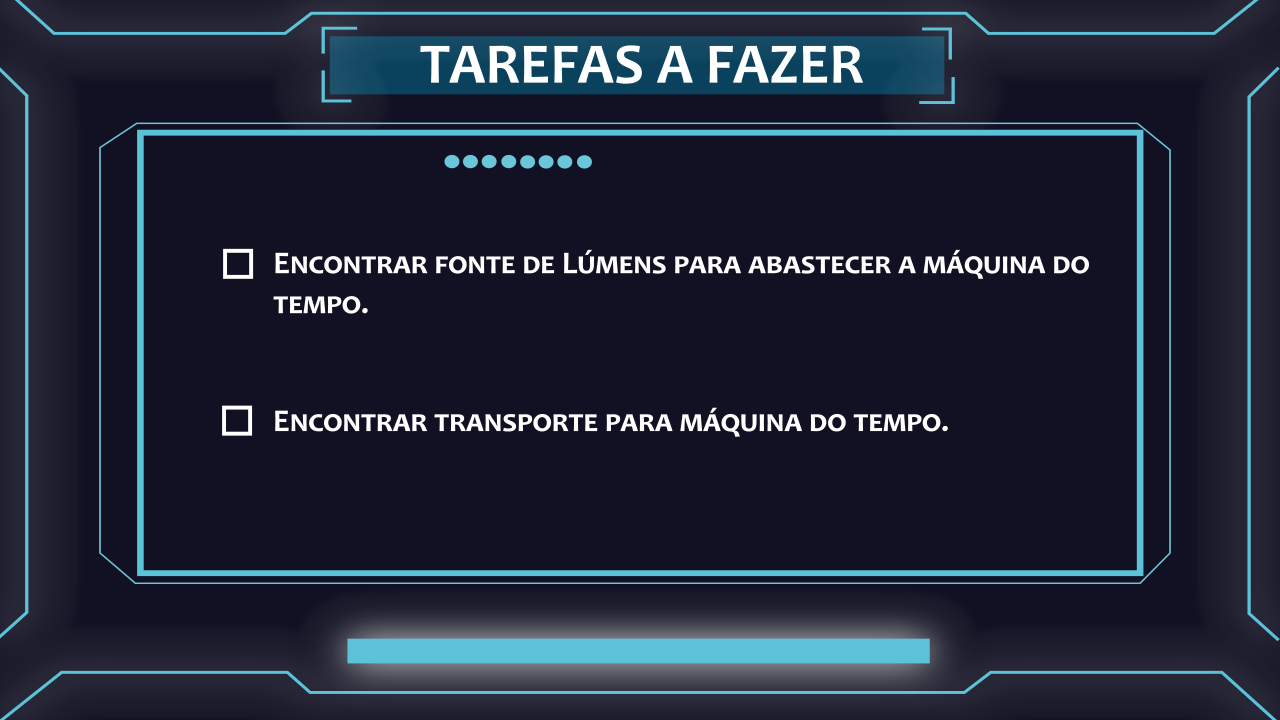 TAREFAS A FAZER
Encontrar fonte de Lúmens para abastecer a máquina do
tempo.
Encontrar transporte para máquina do tempo.